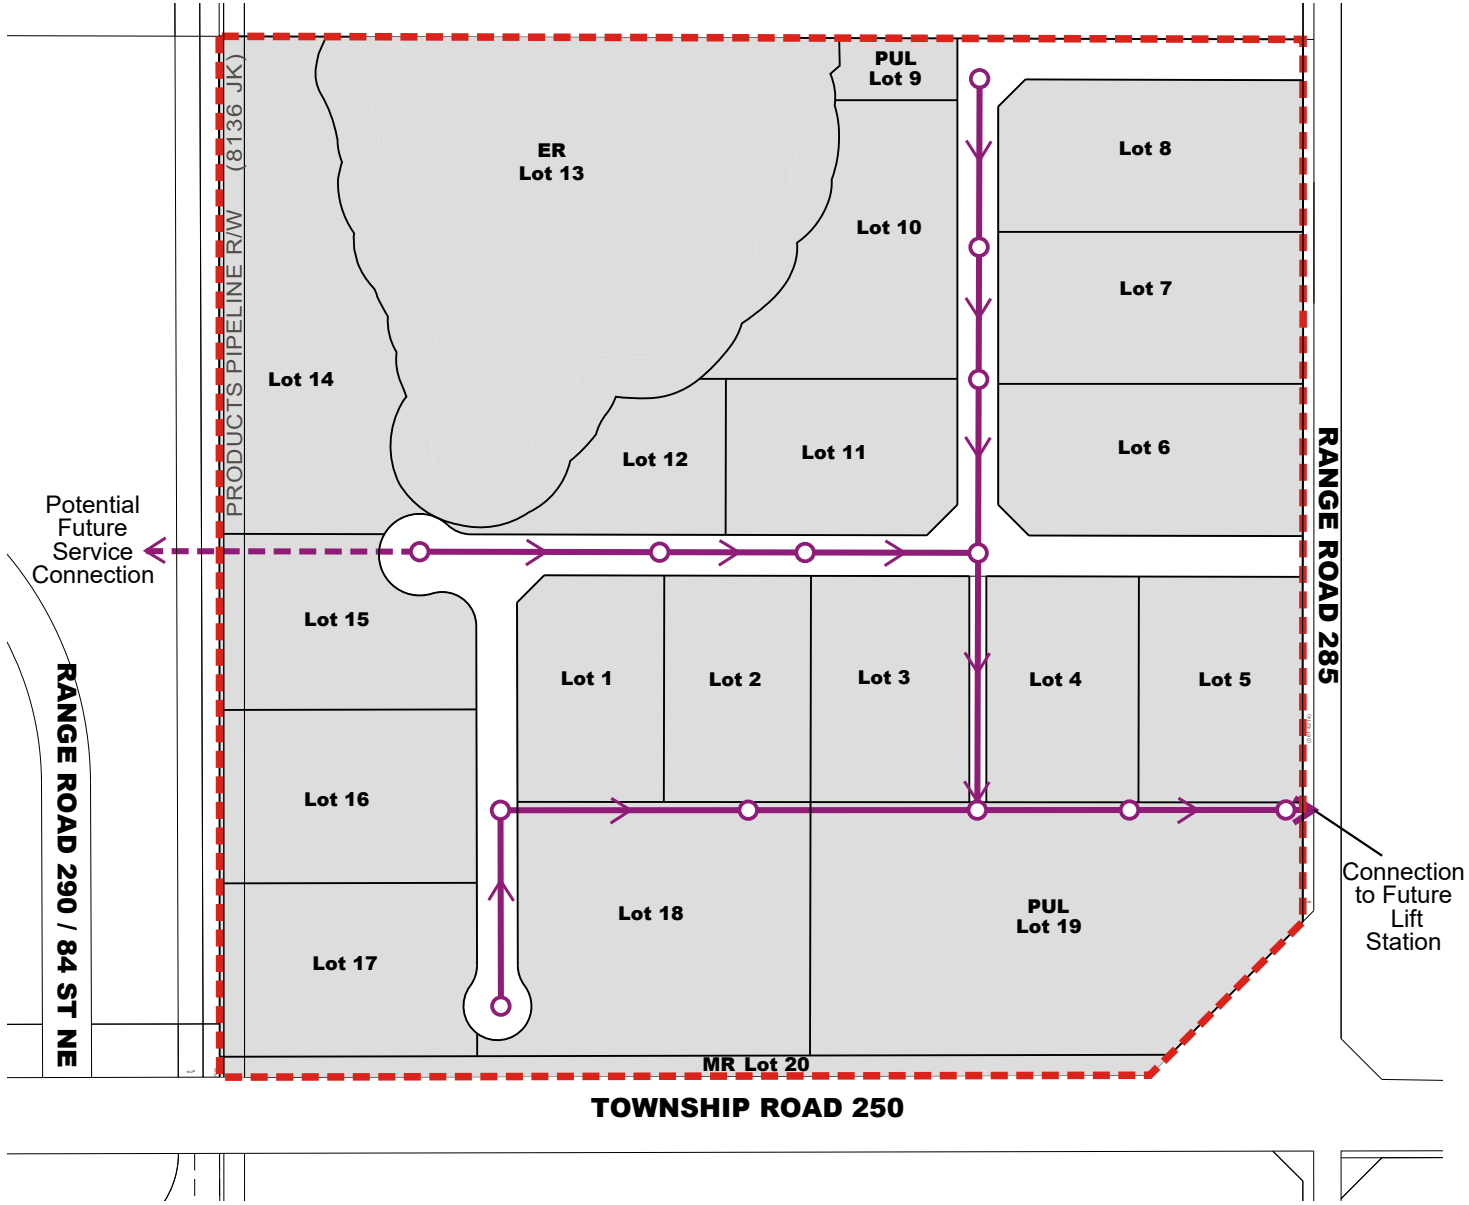 PUL
Lot 9
ER
Lot 13
Lot 8
Lot 10
Lot 7
Lot 14
Lot 12
Lot 11
Lot 6
PRODUCTS PIPELINE R/W (8136 JK)
Potential
Future
Service
Connection
RANGE ROAD 285
Lot 15
Lot 1
Lot 2
Lot 3
Lot 4
Lot 5
RANGE ROAD 290 / 84 ST NE
Lot 16
Lot 18
PUL
Lot 19
Connection
to Future
Lift
Station
Lot 17
MR Lot 20
TOWNSHIP ROAD 250